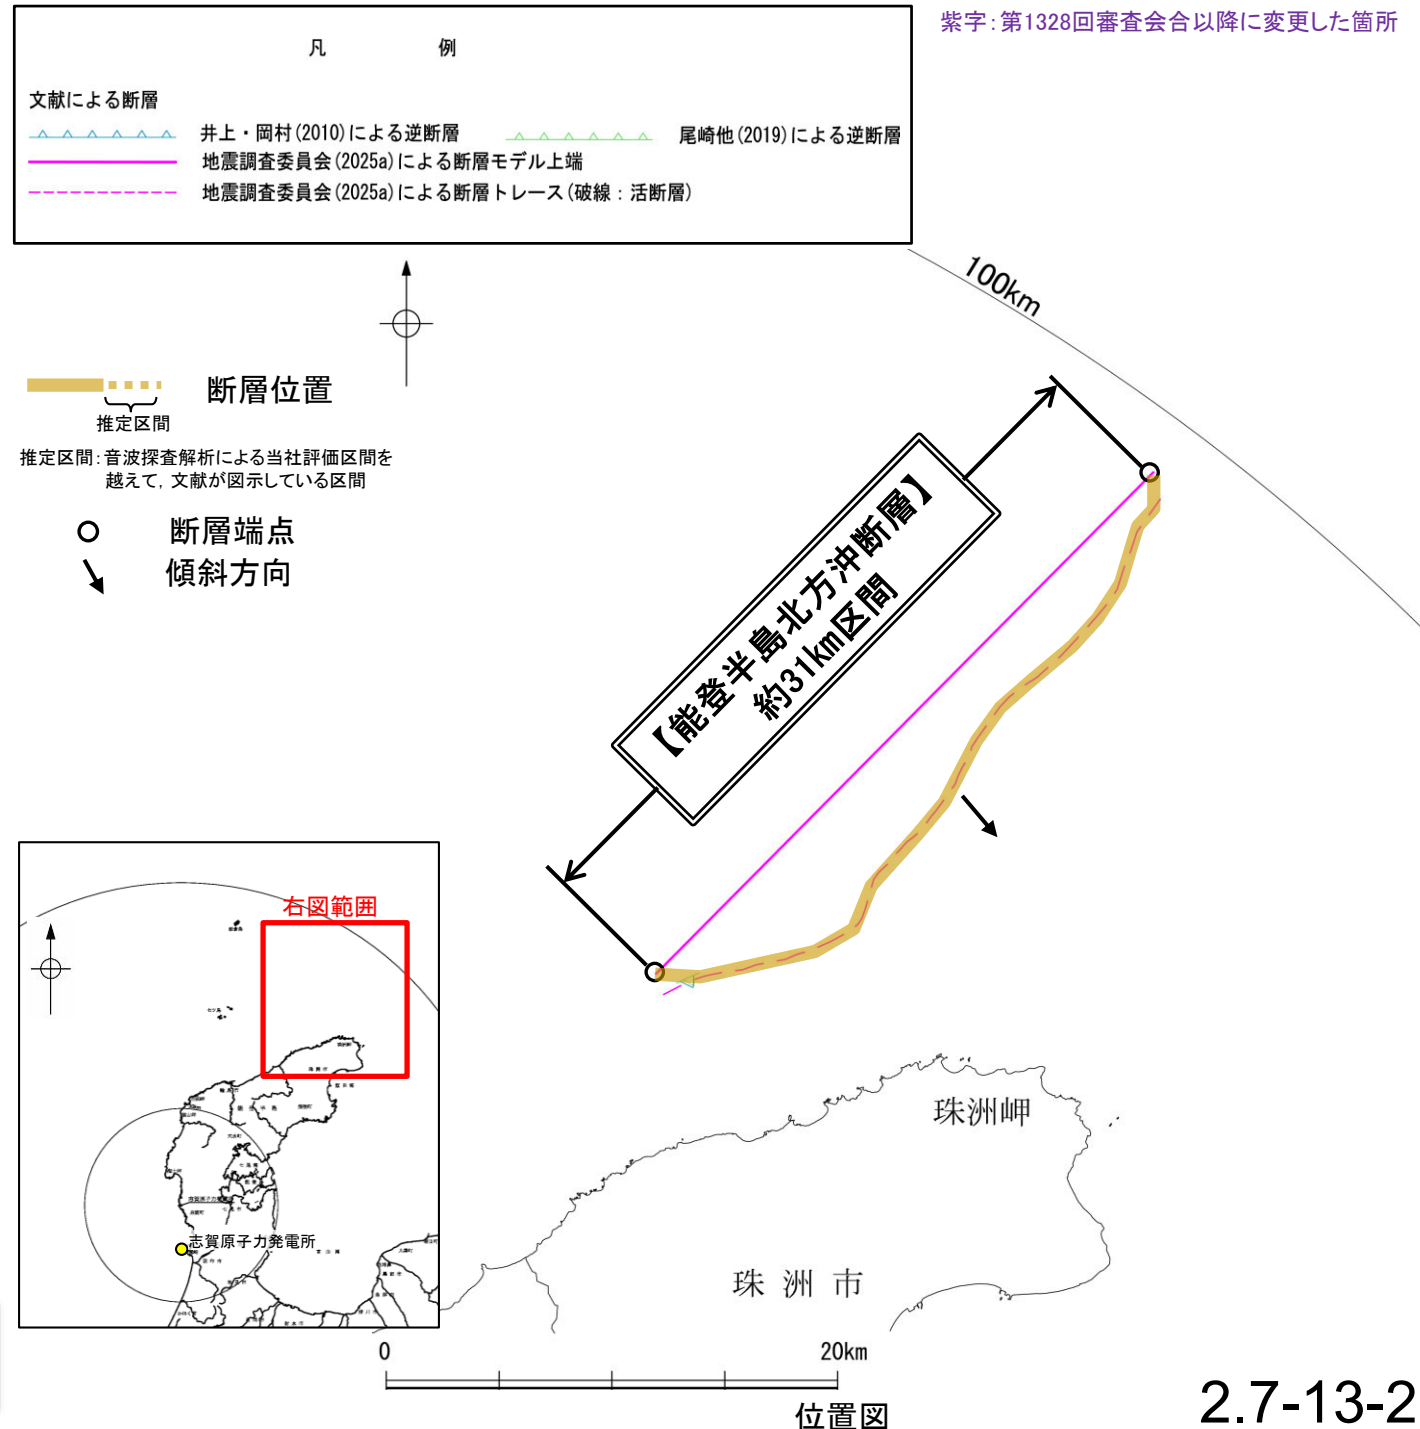 紫字：第1328回審査会合以降に変更した箇所
凡　例
文献による断層
井上・岡村(2010)による逆断層
尾崎他(2019)による逆断層
地震調査委員会(2025a)による断層モデル上端
地震調査委員会(2025a)による断層トレース(破線：活断層)
100km
断層位置
推定区間
推定区間：音波探査解析による当社評価区間を
越えて，文献が図示している区間
断層端点
傾斜方向
【能登半島北方沖断層】
約31km区間
右図範囲
志賀原子力発電所
珠洲岬
珠 洲 市
0
20km
位置図
2.7-13-2